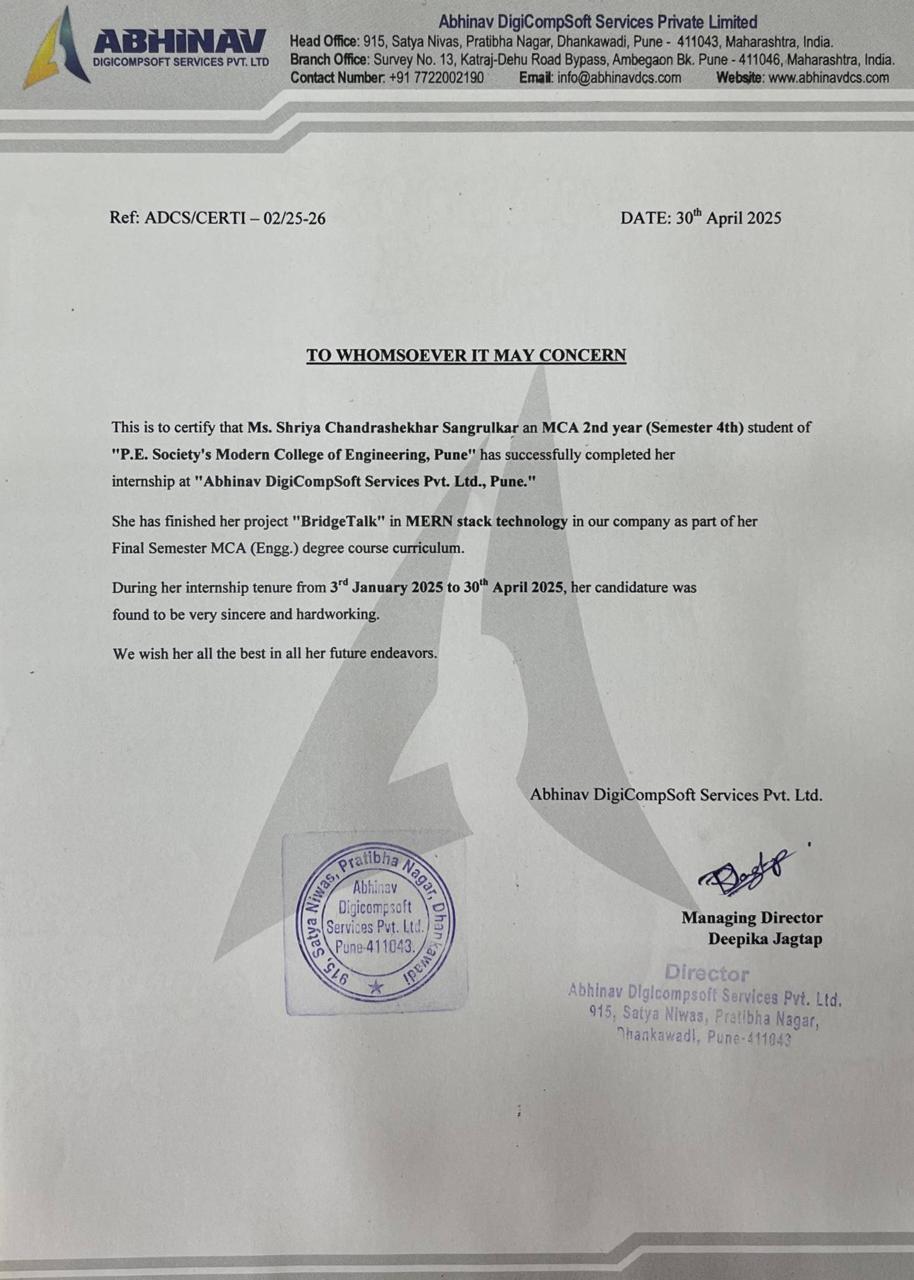 ABHINAV
DIGICOMPSOFT SERVICES PVT. LTD
Abhinav DigiCompSoft Services Private Limited
Head Office: 915, Satya Nivas, Pratibha Nagar, Dhankawadi, Pune - 411043, Maharashtra, India.
Branch Office: Survey No. 13, Katraj-Dehu Road Bypass, Ambegaon Bk. Pune - 411046, Maharashtra, India.
Contact Number: +91 7722002190 Email: info@abhinavdcs.com Website: www.abhinavdcs.com
Ref: ADCS/CERTI – 02/25-26 DATE: 30th April 2025
TO WHOMSOEVER IT MAY CONCERN
This is to certify that Ms. Shriya Chandrashekhar Sangrulkar an MCA 2nd year (Semester 4th) student of
"P.E. Society's Modern College of Engineering, Pune" has successfully completed her
internship at "Abhinav DigiCompSoft Services Pvt. Ltd., Pune."
She has finished her project "BridgeTalk" in MERN stack technology in our company as part of her
Final Semester MCA (Engg.) degree course curriculum.
During her internship tenure from 3rd January 2025 to 30th April 2025, her candidature was
found to be very sincere and hardworking.
We wish her all the best in all her future endeavors.
Abhinav DigiCompSoft Services Pvt. Ltd.
Managing Director
Deepika Jagtap
Director
Abhinav Digicompsoft Services Pvt. Ltd.
915, Satya Niwas, Pratibha Nagar,
Dhankawadi, Pune-411043
915, Satya Niwas, Pratibha Nagar, Dhankawadi
Abhinav
Digicompsoft
Services Pvt. Ltd.
Pune-411043.